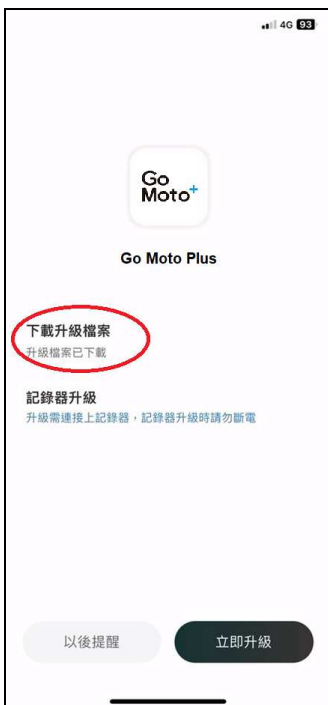 4G 93
Go
Moto+
Go Moto Plus
下載升級檔案
升級檔案已下載
記錄器升級
升級需連接上記錄器，記錄器升級時請勿斷電
以後提醒
立即升級